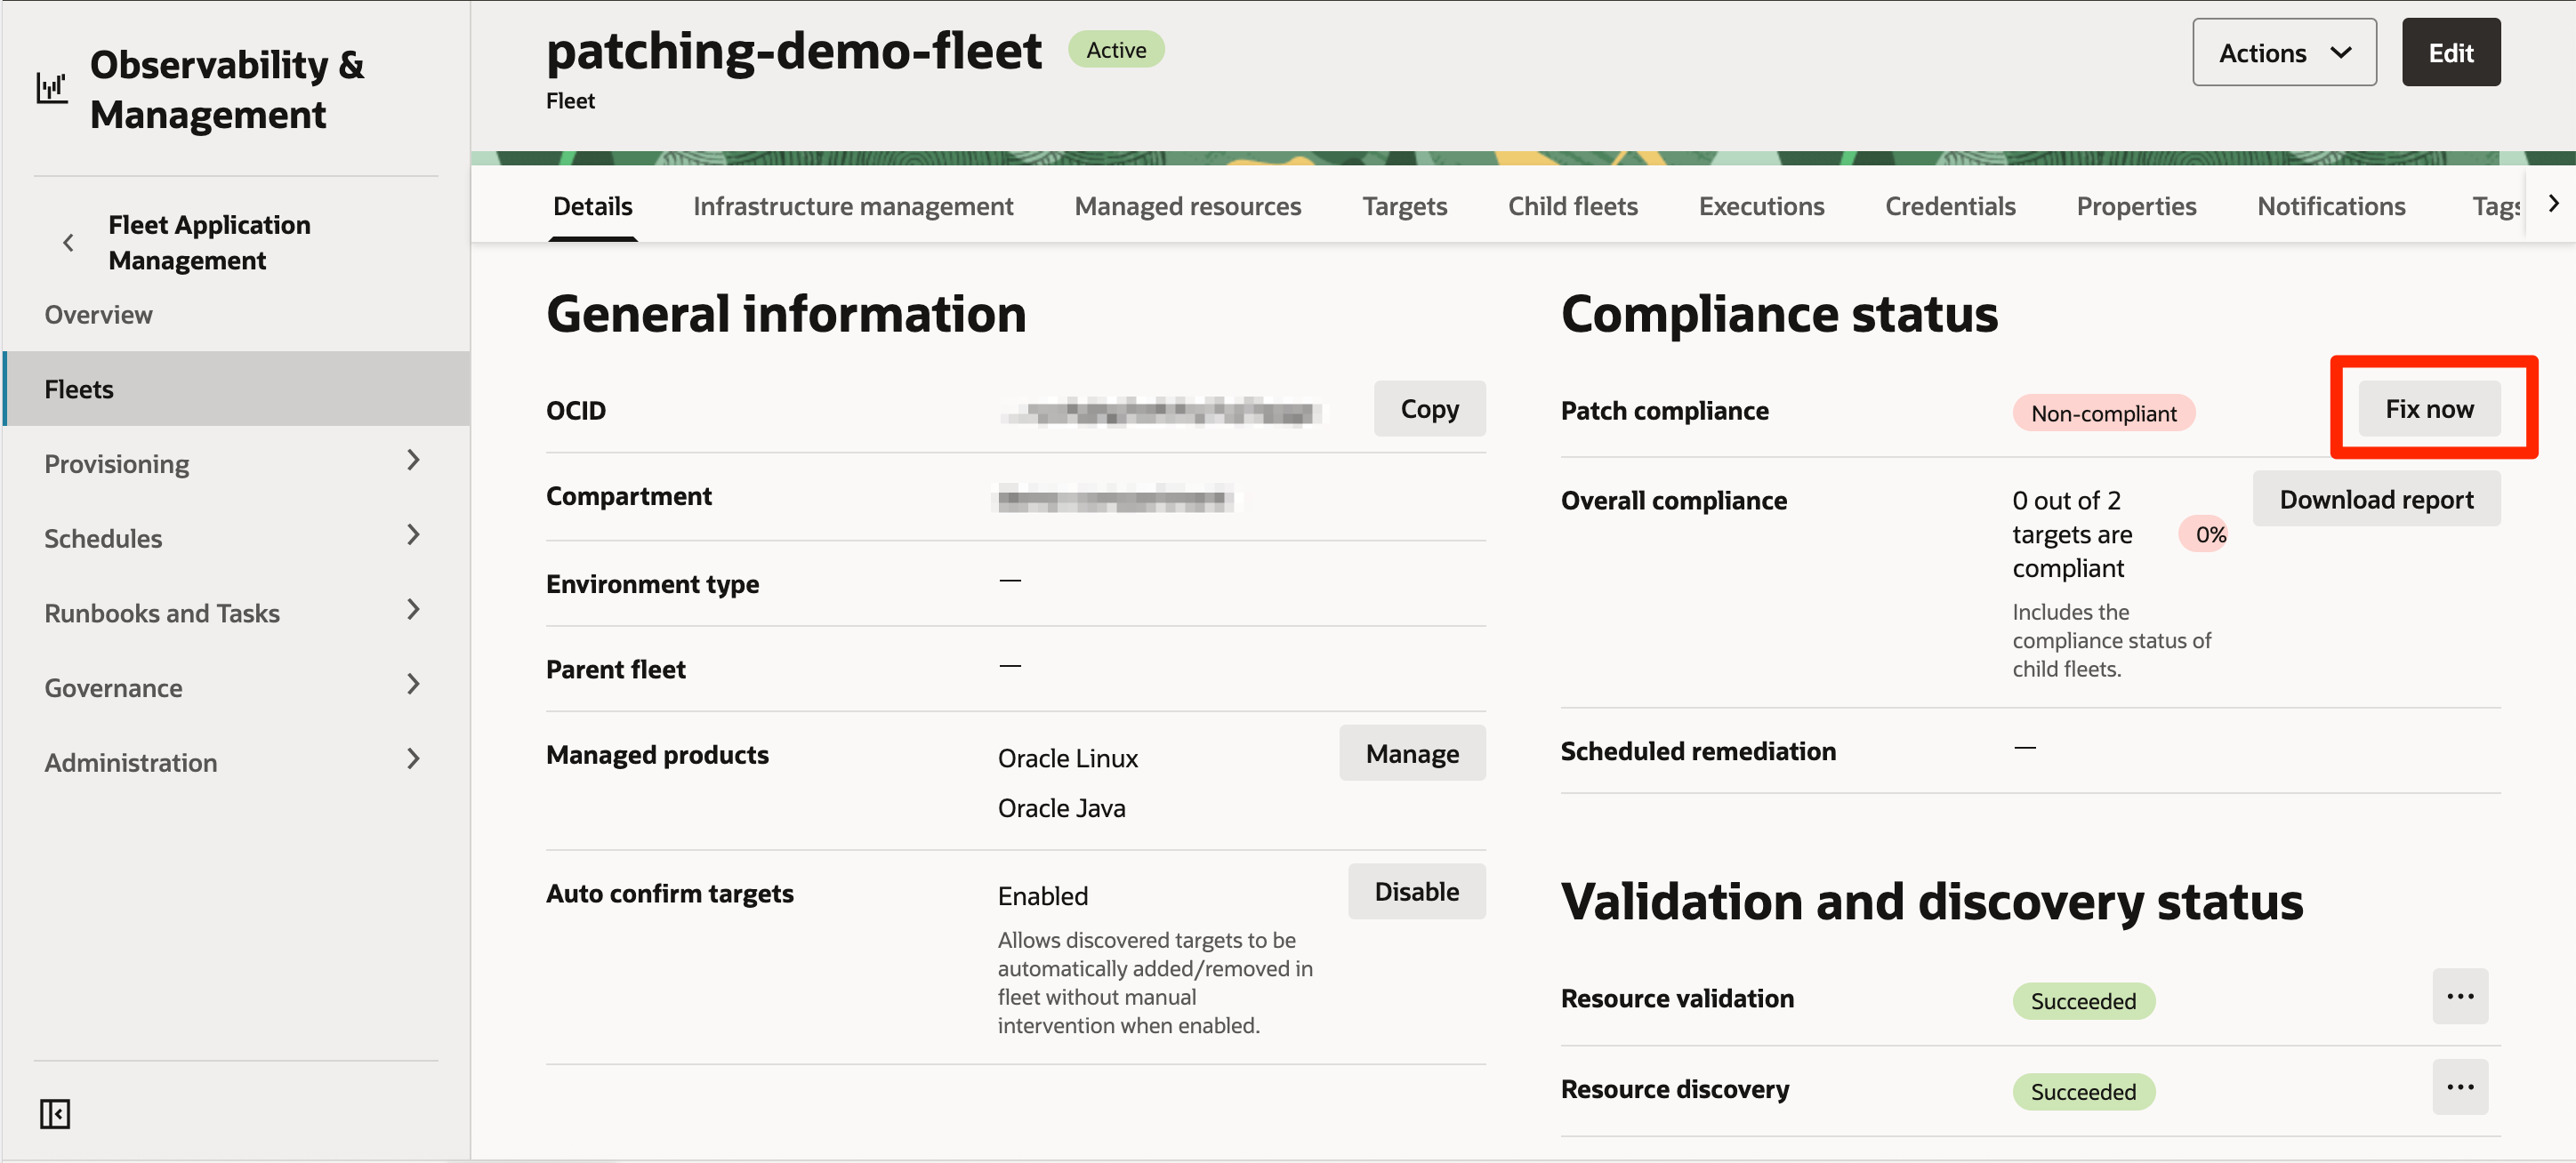 Observability &
Management
Fleet Application
Management
Overview
Fleets
Provisioning
Schedules
Runbooks and Tasks
Governance
Administration
patching-demo-fleet Active
Fleet
Actions Edit
Details Infrastructure management Managed resources Targets Child fleets Executions Credentials Properties Notifications Tags
General information
OCID Copy
Compartment
Environment type —
Parent fleet —
Managed products Oracle Linux Manage
Oracle Java
Auto confirm targets Enabled Disable
Allows discovered targets to be
automatically added/removed in
fleet without manual
intervention when enabled.
Compliance status
Patch compliance Non-compliant Fix now
Overall compliance 0 out of 2 Download report
targets are 0%
compliant
Includes the
compliance status of
child fleets.
Scheduled remediation —
Validation and discovery status
Resource validation Succeeded ...
Resource discovery Succeeded ...